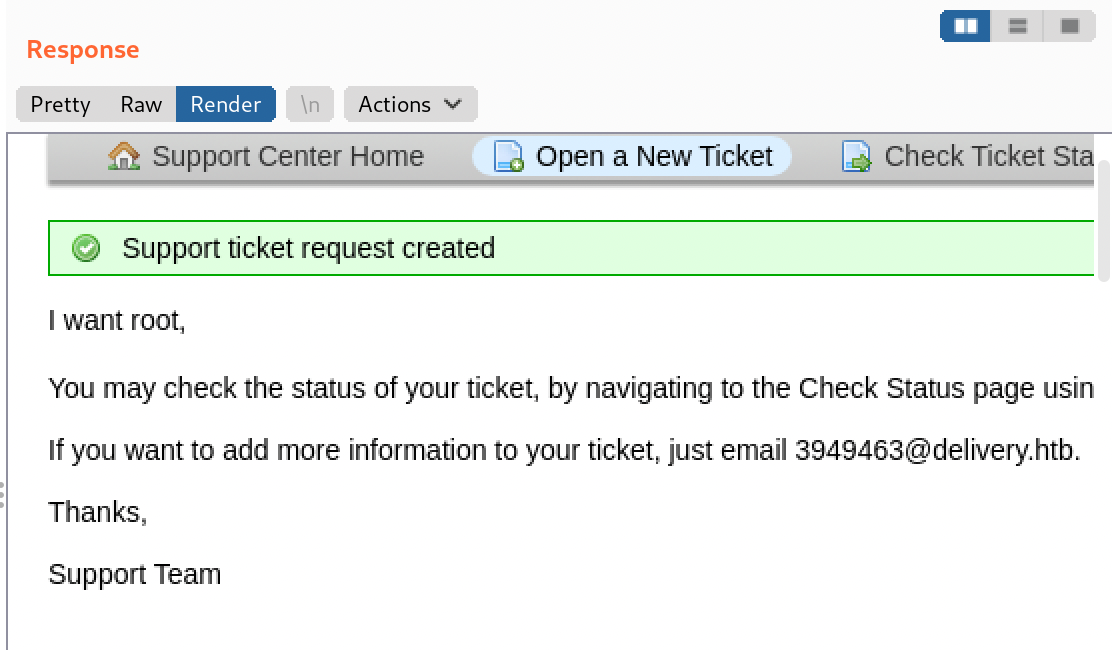 Response
Pretty Raw Render \n Actions
Support Center Home Open a New Ticket Check Ticket Sta
Support ticket request created
I want root,
You may check the status of your ticket, by navigating to the Check Status page usin
If you want to add more information to your ticket, just email 3949463@delivery.htb.
Thanks,
Support Team